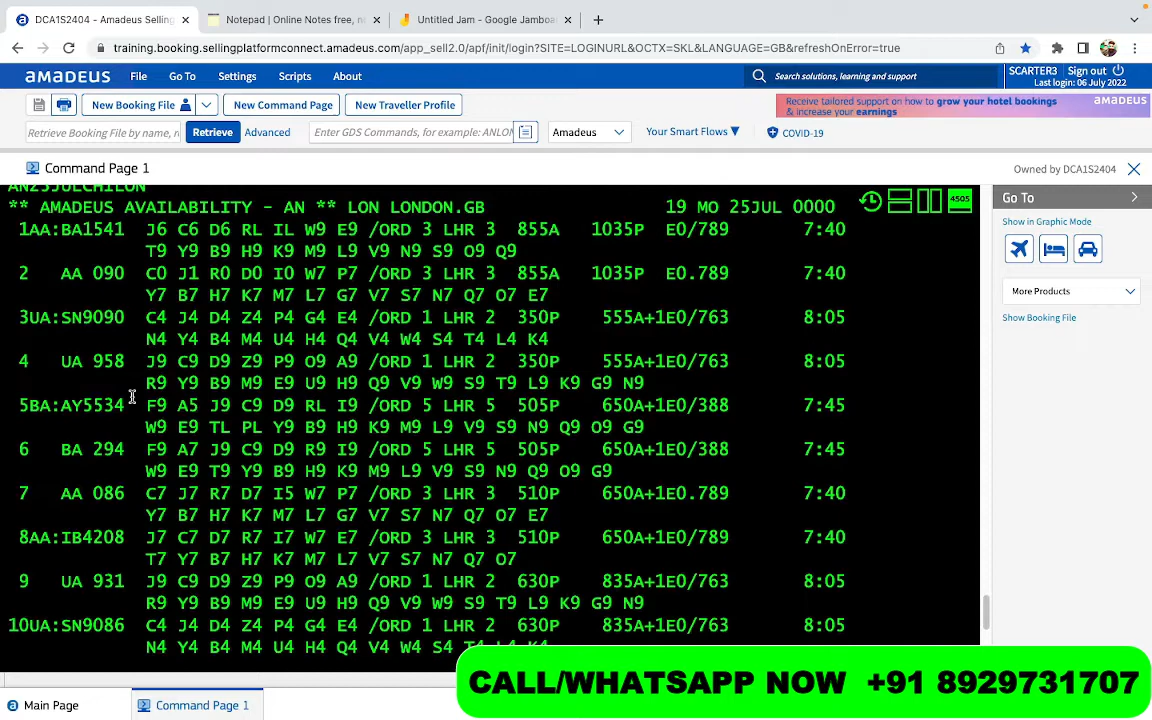 DCA1S2404 - Amadeus Selling
Notepad | Online Notes free, n
Untitled Jam - Google Jamboa
training.booking.sellingplatformconnect.amadeus.com/app_sell2.0/apf/init/login?SITE=LOGINURL&OCTX=SKL&LANGUAGE=GB&refreshOnError=true
amadeus File Go To Settings Scripts About Search solutions, learning and support SCARTER3 Sign out
Last login: 06 July 2022
New Booking File New Command Page New Traveller Profile
Receive tailored support on how to grow your hotel bookings & increase your earnings amadeus
Retrieve Booking File by name, r Retrieve Advanced Enter GDS Commands, for example: ANLON Amadeus Your Smart Flows COVID-19
Command Page 1 Owned by DCA1S2404
AN25JULCHILON
** AMADEUS AVAILABILITY - AN ** LON LONDON.GB 19 MO 25JUL 0000
1AA:BA1541 J6 C6 D6 RL IL W9 E9 /ORD 3 LHR 3 855A 1035P E0/789 7:40
T9 Y9 B9 H9 K9 M9 L9 V9 N9 S9 O9 Q9
2 AA 090 C0 J1 R0 D0 I0 W7 P7 /ORD 3 LHR 3 855A 1035P E0.789 7:40
Y7 B7 H7 K7 M7 L7 G7 V7 S7 N7 Q7 O7 E7
3UA:SN9090 C4 J4 D4 Z4 P4 G4 E4 /ORD 1 LHR 2 350P 555A+1E0/763 8:05
N4 Y4 B4 M4 U4 H4 Q4 V4 W4 S4 T4 L4 K4
4 UA 958 J9 C9 D9 Z9 P9 O9 A9 /ORD 1 LHR 2 350P 555A+1E0/763 8:05
R9 Y9 B9 M9 E9 U9 H9 Q9 V9 W9 S9 T9 L9 K9 G9 N9
5BA:AY5534 F9 A5 J9 C9 D9 RL I9 /ORD 5 LHR 5 505P 650A+1E0/388 7:45
W9 E9 TL PL Y9 B9 H9 K9 M9 L9 V9 S9 N9 Q9 O9 G9
6 BA 294 F9 A7 J9 C9 D9 R9 I9 /ORD 5 LHR 5 505P 650A+1E0/388 7:45
W9 E9 T9 Y9 B9 H9 K9 M9 L9 V9 S9 N9 Q9 O9 G9
7 AA 086 C7 J7 R7 D7 I5 W7 P7 /ORD 3 LHR 3 510P 650A+1E0.789 7:40
Y7 B7 H7 K7 M7 L7 G7 V7 S7 N7 Q7 O7 E7
8AA:IB4208 J7 C7 D7 R7 I7 W7 E7 /ORD 3 LHR 3 510P 650A+1E0/789 7:40
T7 Y7 B7 H7 K7 M7 L7 V7 S7 N7 Q7 O7
9 UA 931 J9 C9 D9 Z9 P9 O9 A9 /ORD 1 LHR 2 630P 835A+1E0/763 8:05
R9 Y9 B9 M9 E9 U9 H9 Q9 V9 W9 S9 T9 L9 K9 G9 N9
10UA:SN9086 C4 J4 D4 Z4 P4 G4 E4 /ORD 1 LHR 2 630P 835A+1E0/763 8:05
N4 Y4 B4 M4 U4 H4 Q4 V4 W4 S4 T4 L4 K4
4505
Go To
Show in Graphic Mode
More Products
Show Booking File
CALL/WHATSAPP NOW +91 8929731707
Main Page Command Page 1